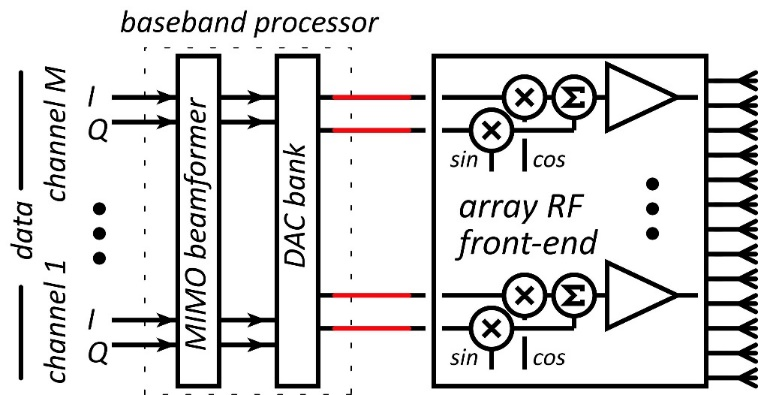 baseband processor
data
channel M
I
Q
channel 1
I
Q
MIMO beamformer
DAC bank
×
Σ
×
sin
cos
array RF
front-end
×
Σ
×
sin
cos